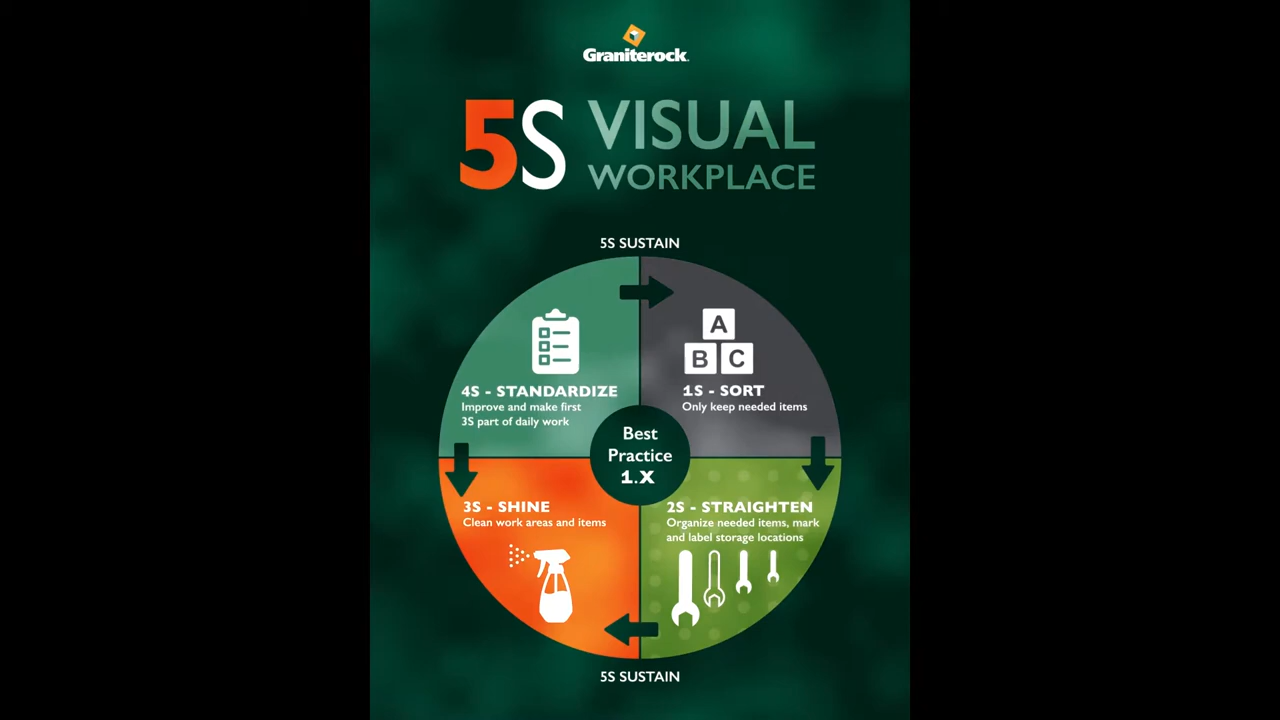 Graniterock
5S VISUAL
WORKPLACE
5S SUSTAIN
A
B C
4S - STANDARDIZE
Improve and make first
3S part of daily work
1S - SORT
Only keep needed items
Best
Practice
1.X
3S - SHINE
Clean work areas and items
2S - STRAIGHTEN
Organize needed items, mark
and label storage locations
5S SUSTAIN